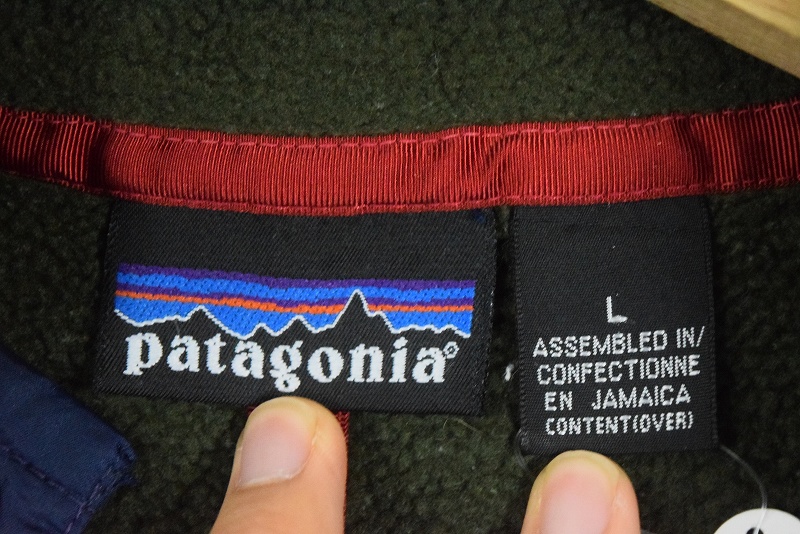 patagonia®
L
ASSEMBLED IN/
CONFECTIONNE
EN JAMAICA
CONTENT(OVER)